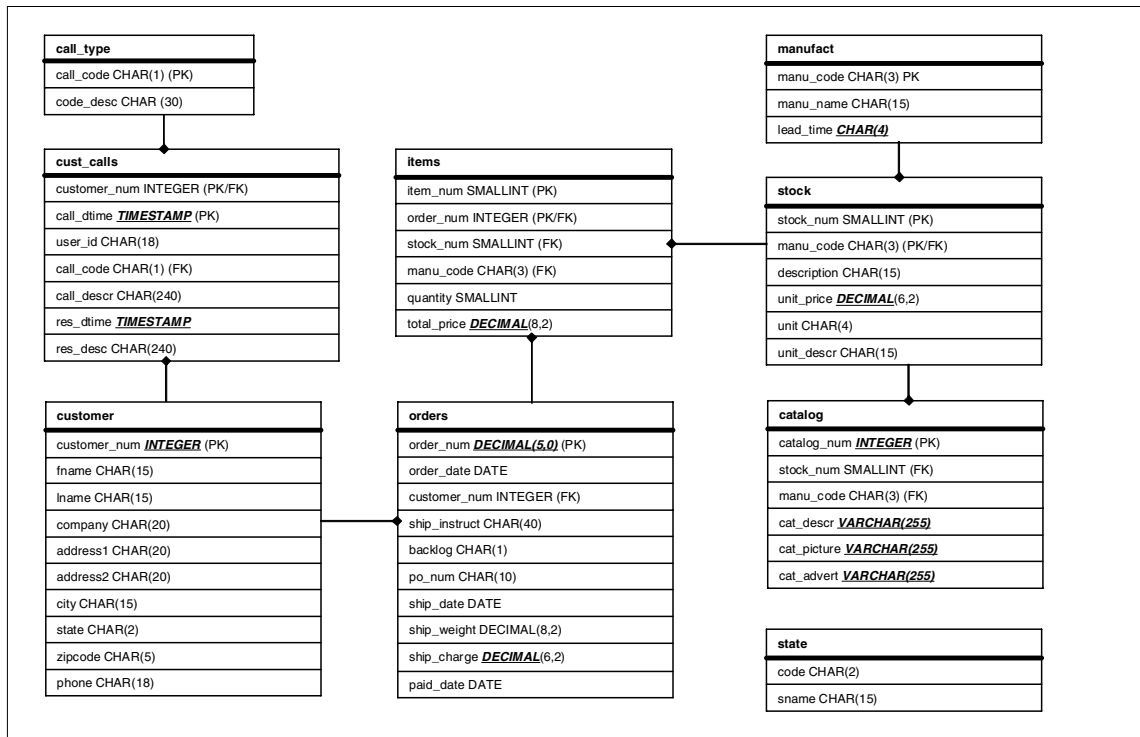 call_type
call_code CHAR(1) (PK)
code_desc CHAR (30)
cust_calls
customer_num INTEGER (PK/FK)
call_dtime TIMESTAMP (PK)
user_id CHAR(18)
call_code CHAR(1) (FK)
call_descr CHAR(240)
res_dtime TIMESTAMP
res_desc CHAR(240)
customer
customer_num INTEGER (PK)
fname CHAR(15)
lname CHAR(15)
company CHAR(20)
address1 CHAR(20)
address2 CHAR(20)
city CHAR(15)
state CHAR(2)
zipcode CHAR(5)
phone CHAR(18)
items
item_num SMALLINT (PK)
order_num INTEGER (PK/FK)
stock_num SMALLINT (FK)
manu_code CHAR(3) (FK)
quantity SMALLINT
total_price DECIMAL(8,2)
orders
order_num DECIMAL(5,0) (PK)
order_date DATE
customer_num INTEGER (FK)
ship_instruct CHAR(40)
backlog CHAR(1)
po_num CHAR(10)
ship_date DATE
ship_weight DECIMAL(8,2)
ship_charge DECIMAL(6,2)
paid_date DATE
manufact
manu_code CHAR(3) PK
manu_name CHAR(15)
lead_time CHAR(4)
stock
stock_num SMALLINT (PK)
manu_code CHAR(3) (PK/FK)
description CHAR(15)
unit_price DECIMAL(6,2)
unit CHAR(4)
unit_descr CHAR(15)
catalog
catalog_num INTEGER (PK)
stock_num SMALLINT (FK)
manu_code CHAR(3) (FK)
cat_descr VARCHAR(255)
cat_picture VARCHAR(255)
cat_advert VARCHAR(255)
state
code CHAR(2)
sname CHAR(15)